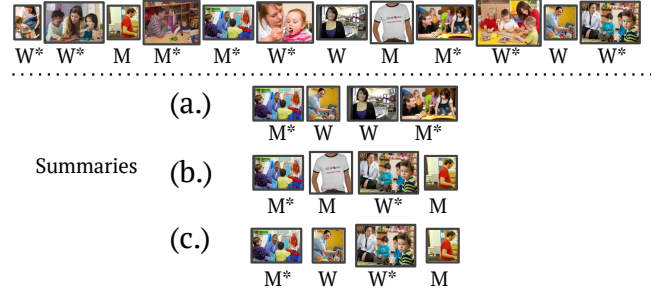 W* W* M M* M* W* W M M* W* W W*
(a.)
M* W W M*
Summaries
(b.)
M* M W* M
(c.)
M* W W* M